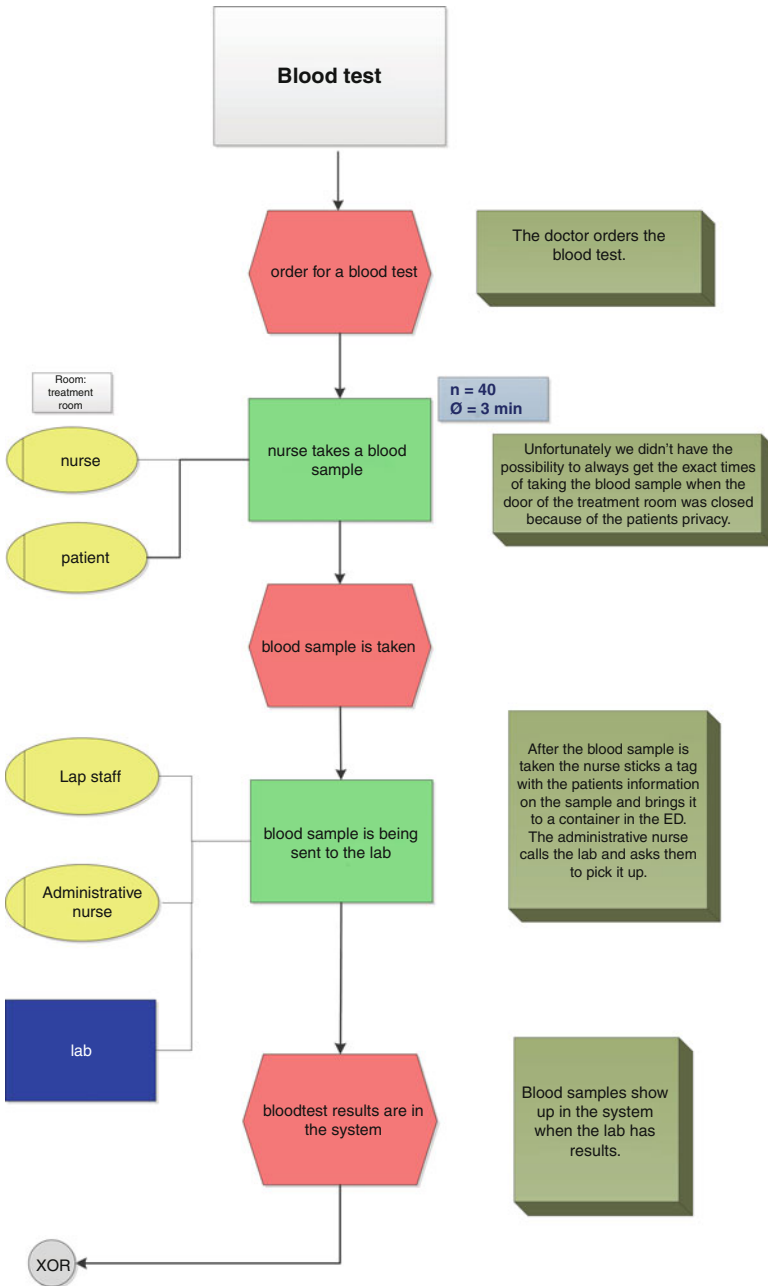 Blood test
order for a blood test
The doctor orders the
blood test.
Room:
treatment
room
n = 40
Ø = 3 min
nurse
nurse takes a blood
sample
Unfortunately we didn't have the
possibility to always get the exact times
of taking the blood sample when the
door of the treatment room was closed
because of the patients privacy.
patient
blood sample is taken
Lap staff
blood sample is being
sent to the lab
After the blood sample is
taken the nurse sticks a tag
with the patients information
on the sample and brings it
to a container in the ED.
The administrative nurse
calls the lab and asks them
to pick it up.
Administrative
nurse
lab
bloodtest results are in
the system
Blood samples show
up in the system
when the lab has
results.
XOR